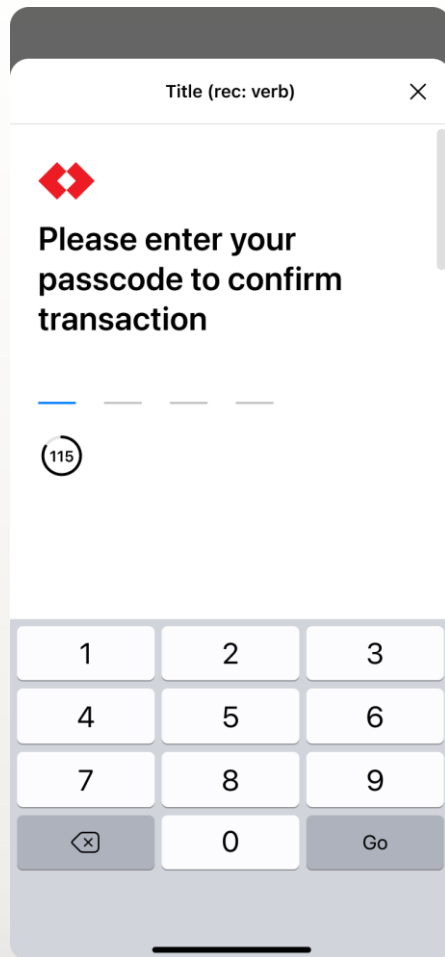 Title (rec: verb)
Please enter your
passcode to confirm
transaction
115
1 2 3
4 5 6
7 8 9
0 Go